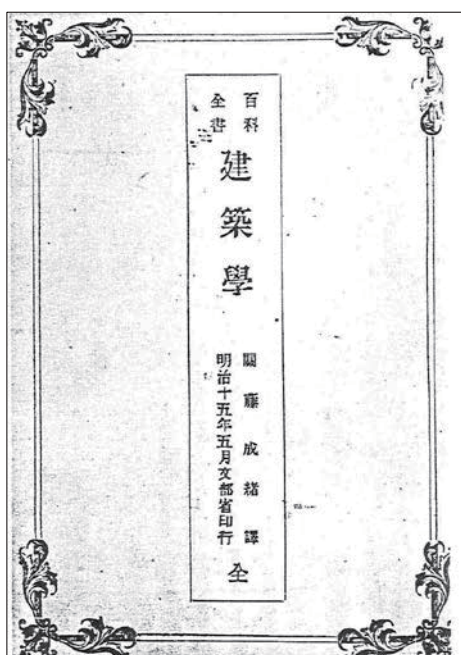 百科
全書
建築學
關藤成緒譯
明治十五年五月文部省印行
全